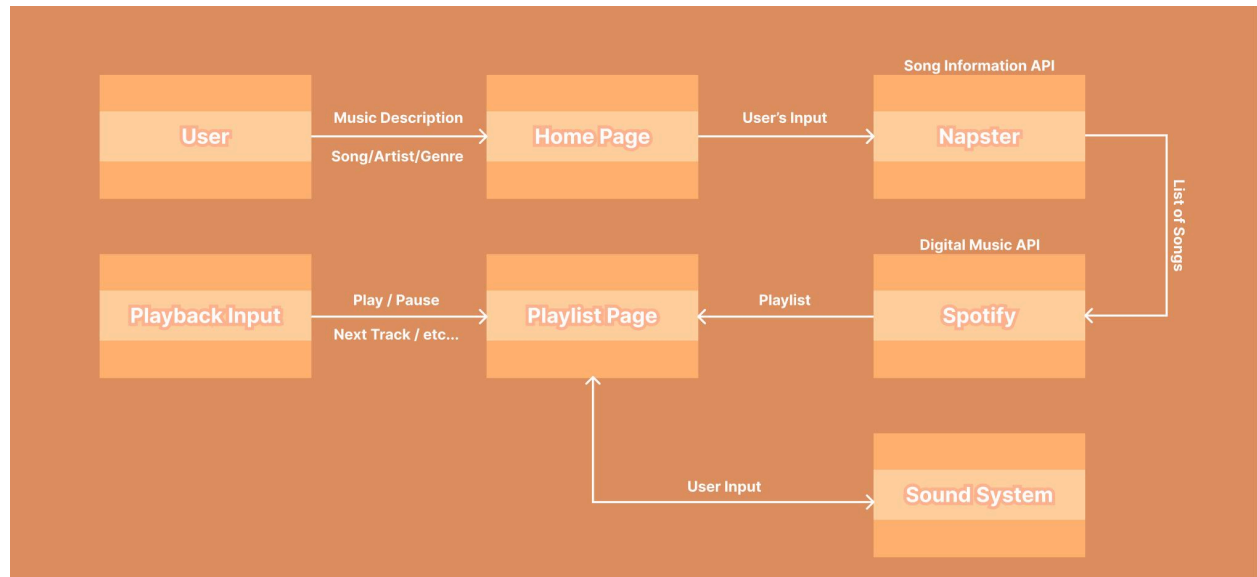 Song Information API
User
Music Description
Song/Artist/Genre
Home Page
User's Input
Napster
List of Songs
Digital Music API
Playback Input
Play / Pause
Next Track / etc...
Playlist Page
Playlist
Spotify
User Input
Sound System